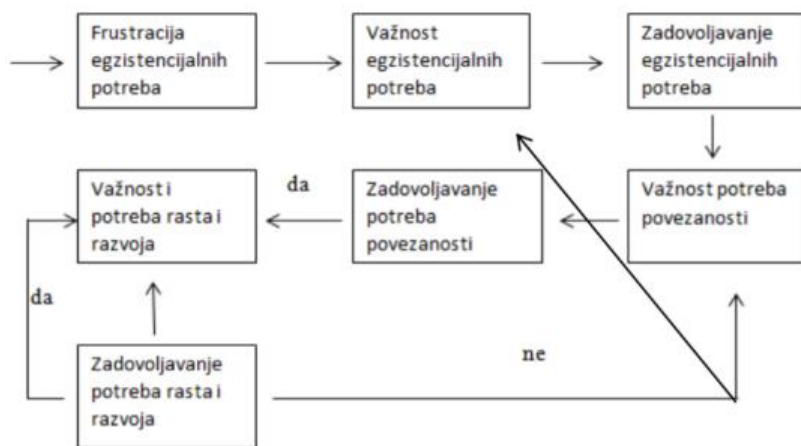 Frustracija
egzistencijalnih
potreba
Važnost
egzistencijalnih
potreba
Zadovoljavanje
egzistencijalnih
potreba
Važnost i
potreba rasta i
razvoja
da
Zadovoljavanje
potreba
povezanosti
Važnost potreba
povezanosti
da
Zadovoljavanje
potreba rasta i
razvoja
ne